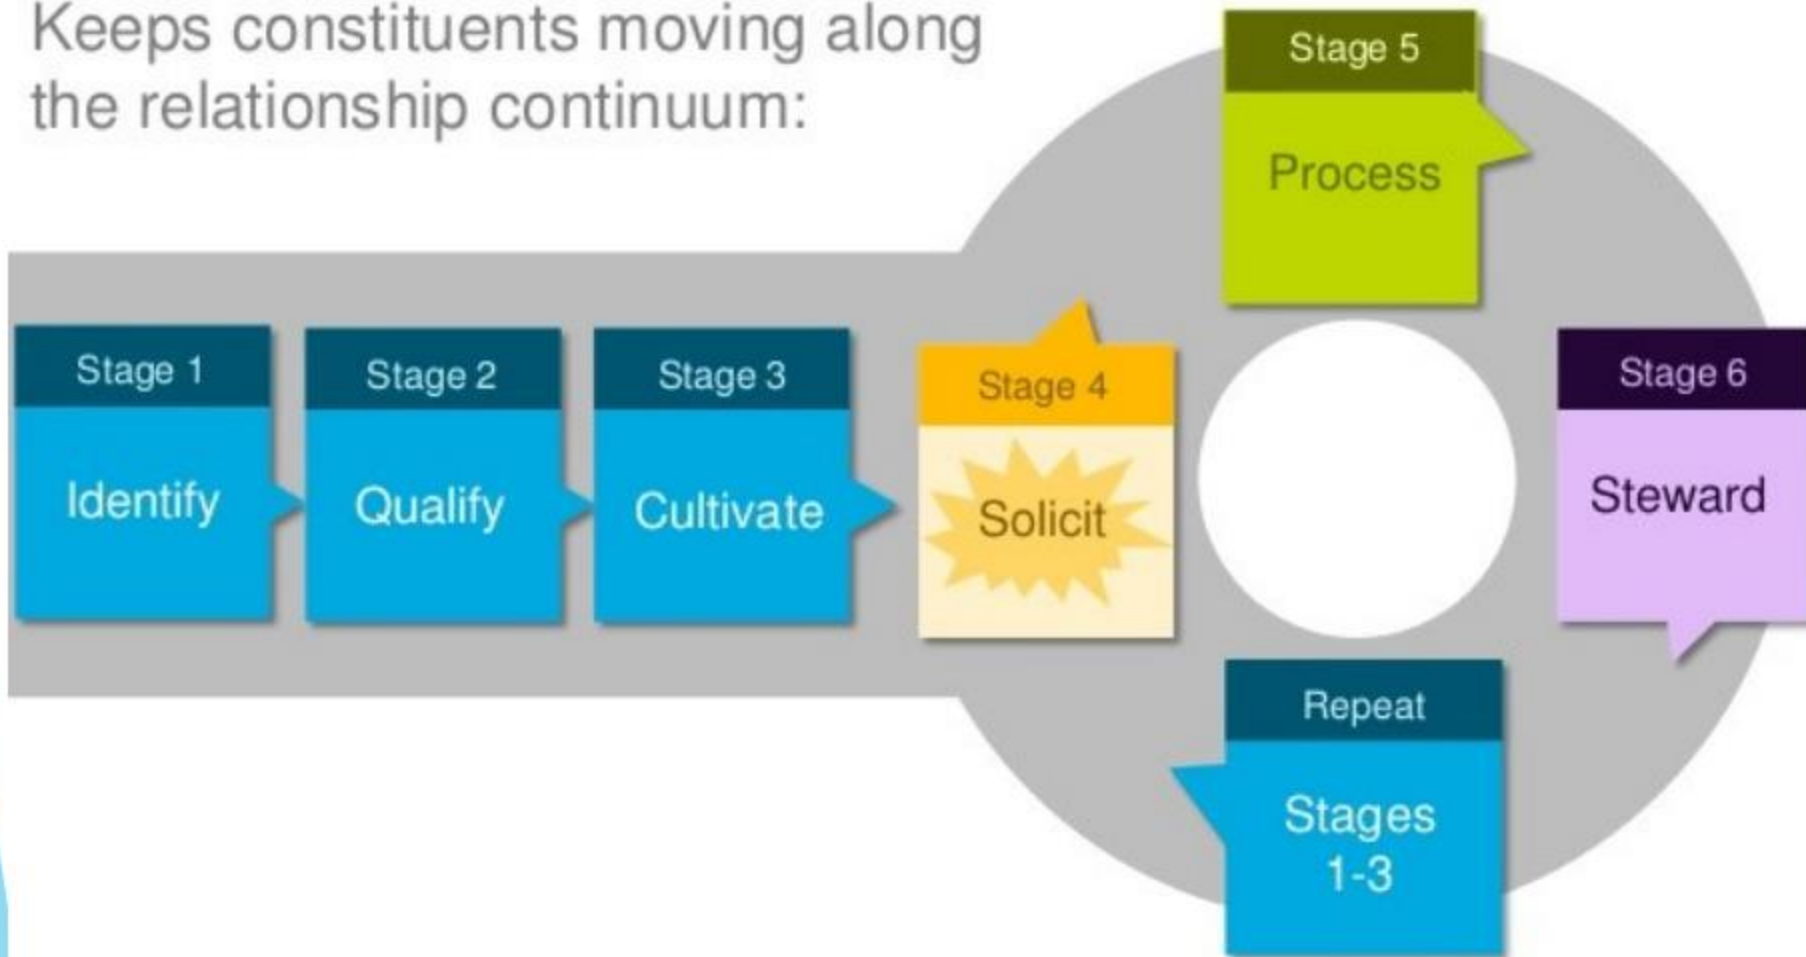 Keeps constituents moving along
the relationship continuum:
Stage 1
Identify
Stage 2
Qualify
Stage 3
Cultivate
Stage 4
Solicit
Stage 5
Process
Stage 6
Steward
Repeat
Stages
1-3